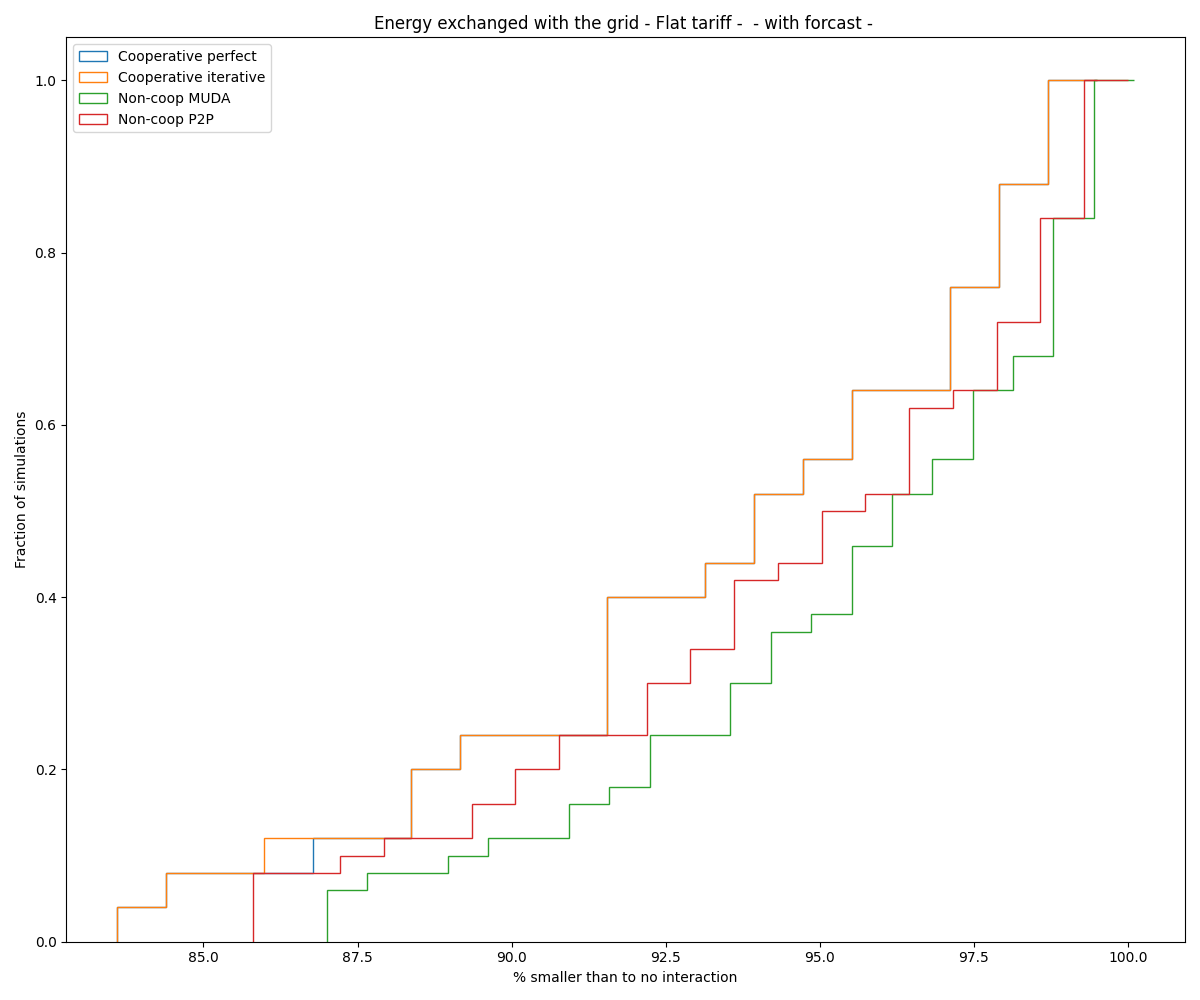 Energy exchanged with the grid - Flat tariff -  - with forcast -
Cooperative perfect
Cooperative iterative
Non-coop MUDA
Non-coop P2P
1.0
0.8
0.6
0.4
0.2
0.0
Fraction of simulations
85.0 87.5 90.0 92.5 95.0 97.5 100.0
% smaller than to no interaction